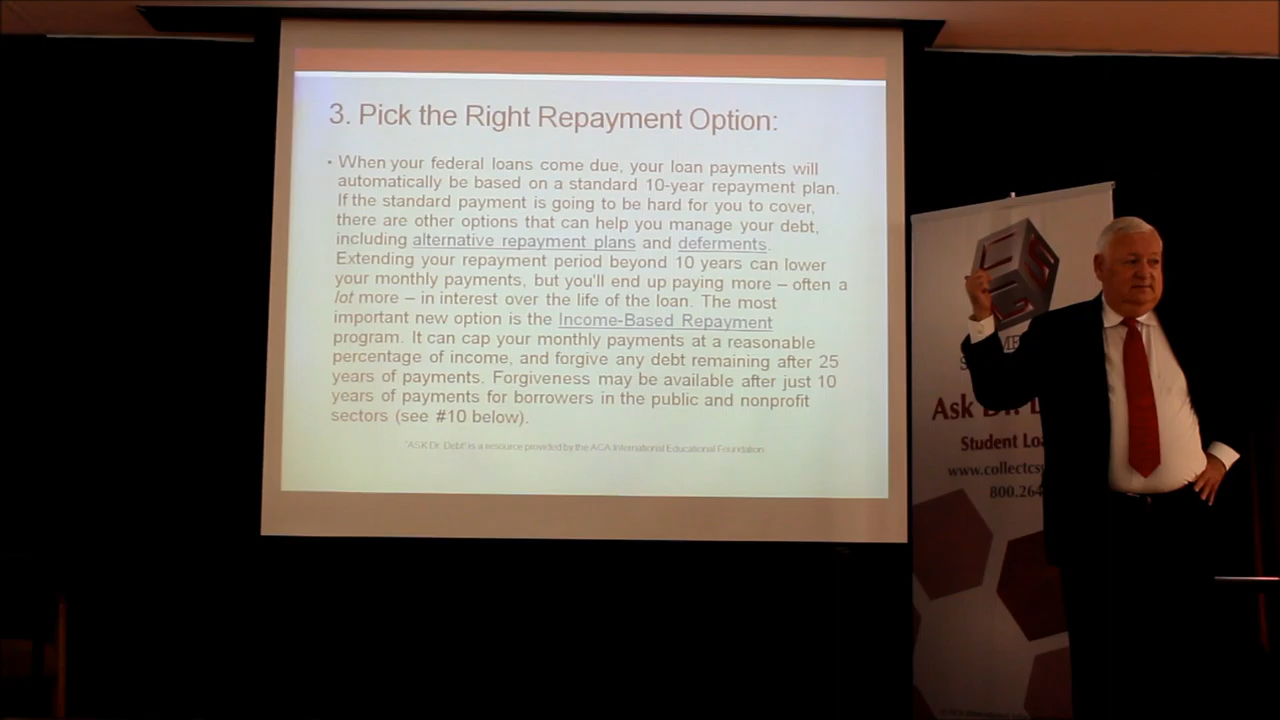 3. Pick the Right Repayment Option:
• When your federal loans come due, your loan payments will
automatically be based on a standard 10-year repayment plan.
If the standard payment is going to be hard for you to cover,
there are other options that can help you manage your debt,
including alternative repayment plans and deferments.
Extending your repayment period beyond 10 years can lower
your monthly payments, but you'll end up paying more – often a
lot more – in interest over the life of the loan. The most
important new option is the Income-Based Repayment
program. It can cap your monthly payments at a reasonable
percentage of income, and forgive any debt remaining after 25
years of payments. Forgiveness may be available after just 10
years of payments for borrowers in the public and nonprofit
sectors (see #10 below).
"ASK Dr. Debt" is a resource provided by the ACA International Educational Foundation
Ask Dr.
Student Loa
www.collectcs
800.264